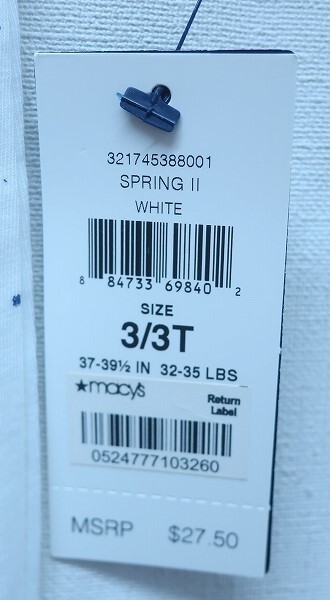 321745388001
SPRING II
WHITE
8 84733 69840 2
SIZE
3/3T
37-39½ IN 32-35 LBS
★macy's
Return
Label
0524777103260
MSRP $27.50